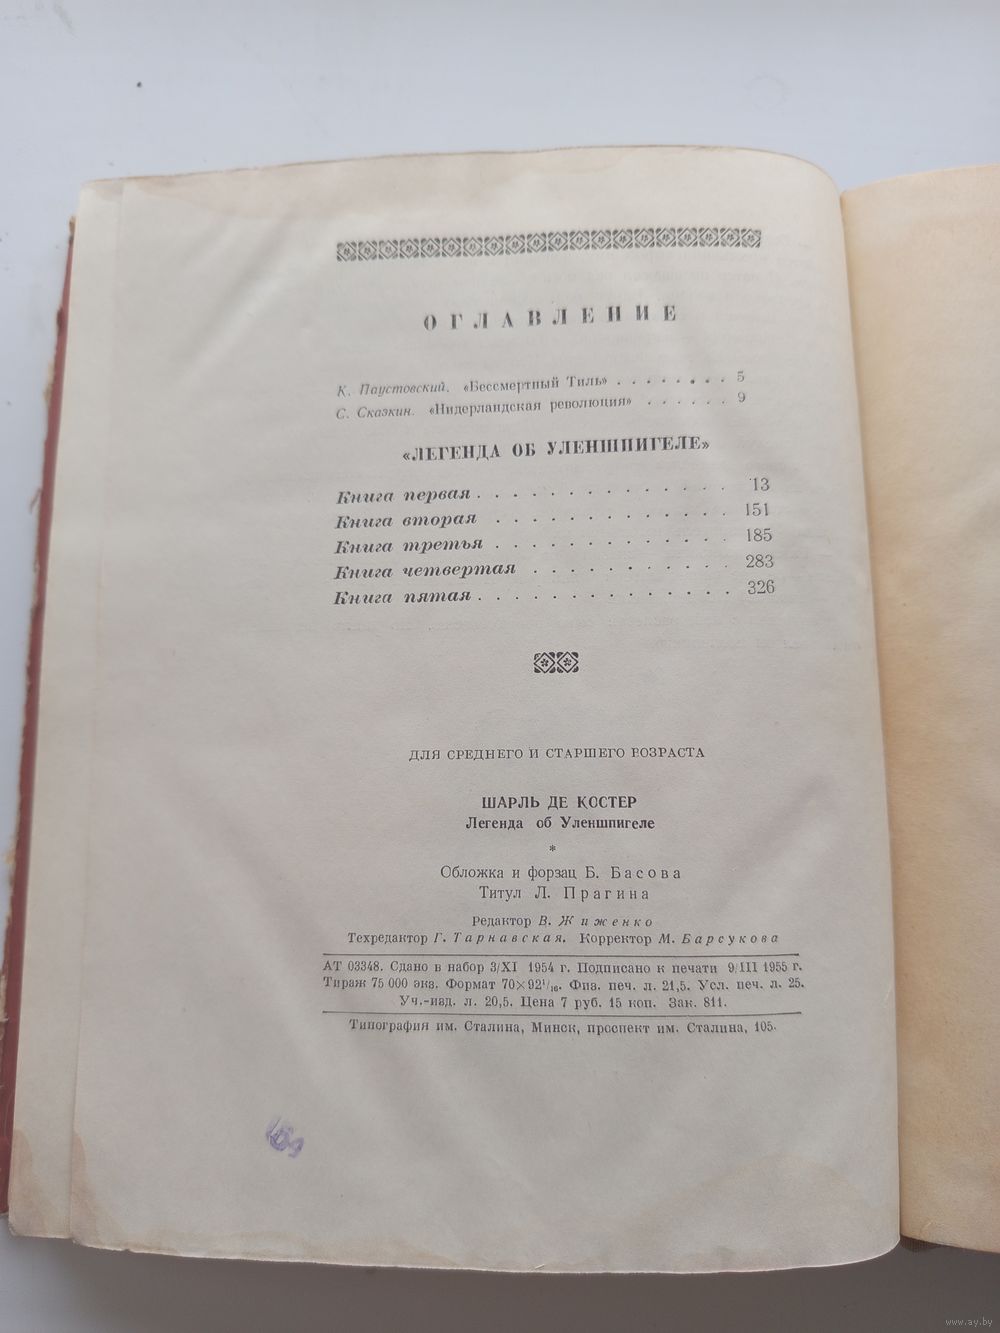 ОГЛАВЛЕНИЕ
К. Паустовский. «Бессмертный Тиль» . . . . . . . . 5
С. Сказкин. «Нидерландская революция» . . . . . . 9
«ЛЕГЕНДА ОБ УЛЕНШПИГЕЛЕ»
Книга первая . . . . . . . . . . . . . . 13
Книга вторая . . . . . . . . . . . . . 151
Книга третья . . . . . . . . . . . . . 185
Книга четвертая . . . . . . . . . . . 283
Книга пятая . . . . . . . . . . . . . . 326
ДЛЯ СРЕДНЕГО И СТАРШЕГО ВОЗРАСТА
ШАРЛЬ ДЕ КОСТЕР
Легенда об Уленшпигеле
*
Обложка и форзац Б. Басова
Титул Л. Прагина
Редактор В. Жиженко
Техредактор Г. Тарнавская. Корректор М. Барсукова
АТ 03348. Сдано в набор 3/XI 1954 г. Подписано к печати 9/III 1955 г.
Тираж 75 000 экз. Формат 70×92¹/₁₆. Физ. печ. л. 21,5. Усл. печ. л. 25.
Уч.-изд. л. 20,5. Цена 7 руб. 15 коп. Зак. 811.
Типография им. Сталина, Минск, проспект им. Сталина, 105.
www.ay.by